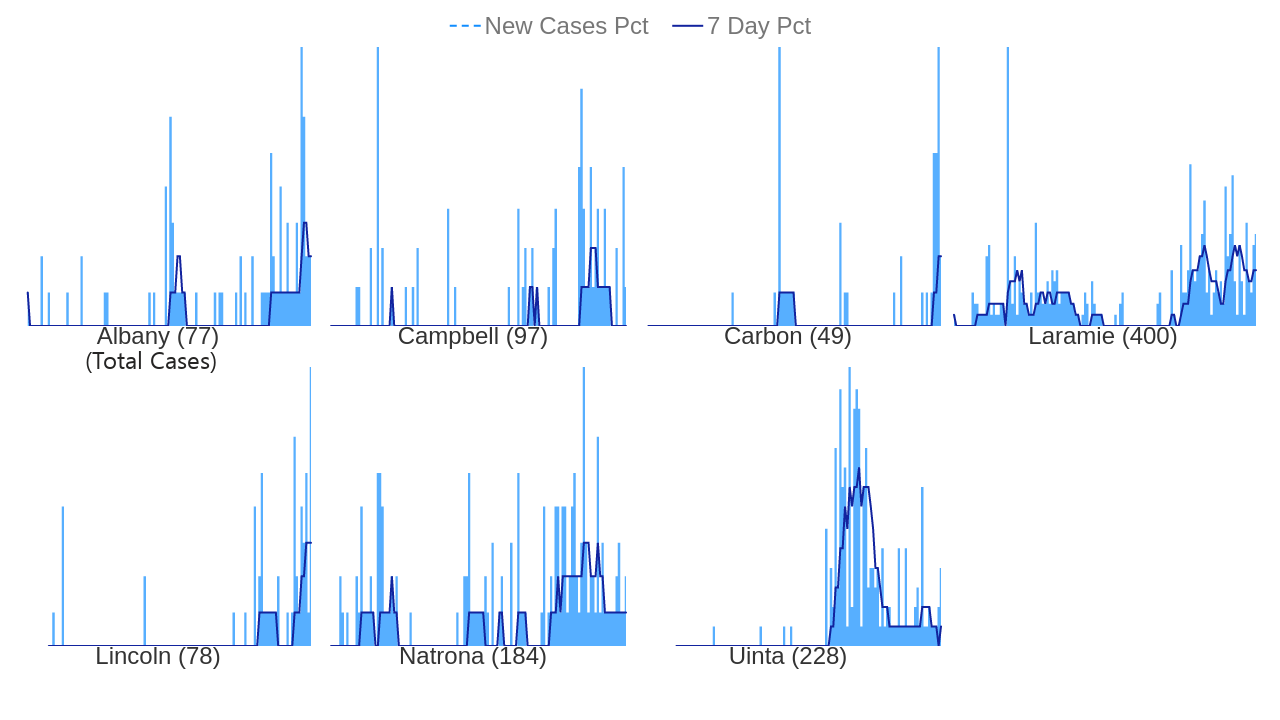 New Cases Pct 7 Day Pct
Albany (77) Campbell (97) Carbon (49) Laramie (400)
(Total Cases)
Lincoln (78) Natrona (184) Uinta (228)